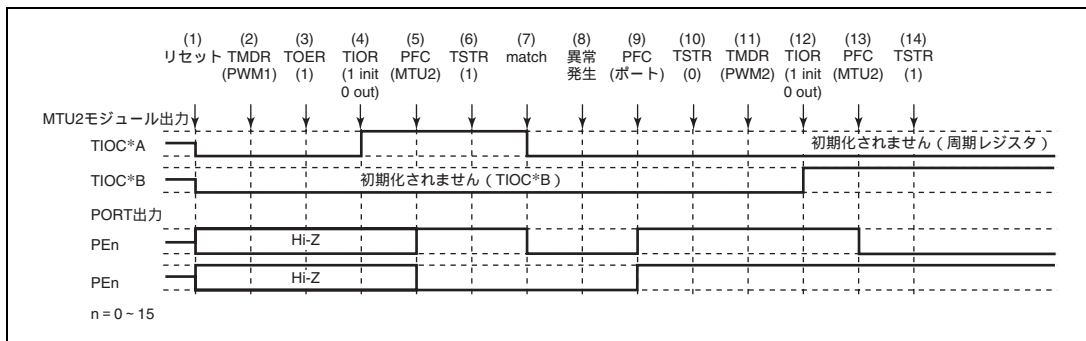 (1) (2) (3) (4) (5) (6) (7) (8) (9) (10) (11) (12) (13) (14)
リセット TMDR TOER TIOR PFC TSTR match 異常 PFC TSTR TMDR TIOR PFC TSTR
(PWM1) (1) (1 init (MTU2) (1) 発生 (ポート) (0) (PWM2) (1 init (MTU2) (1)
0 out) 0 out)
MTU2モジュール出力
TIOC*A 初期化されません(周期レジスタ)
TIOC*B 初期化されません(TIOC*B)
PORT出力
PEn Hi-Z
PEn Hi-Z
n = 0 ~ 15